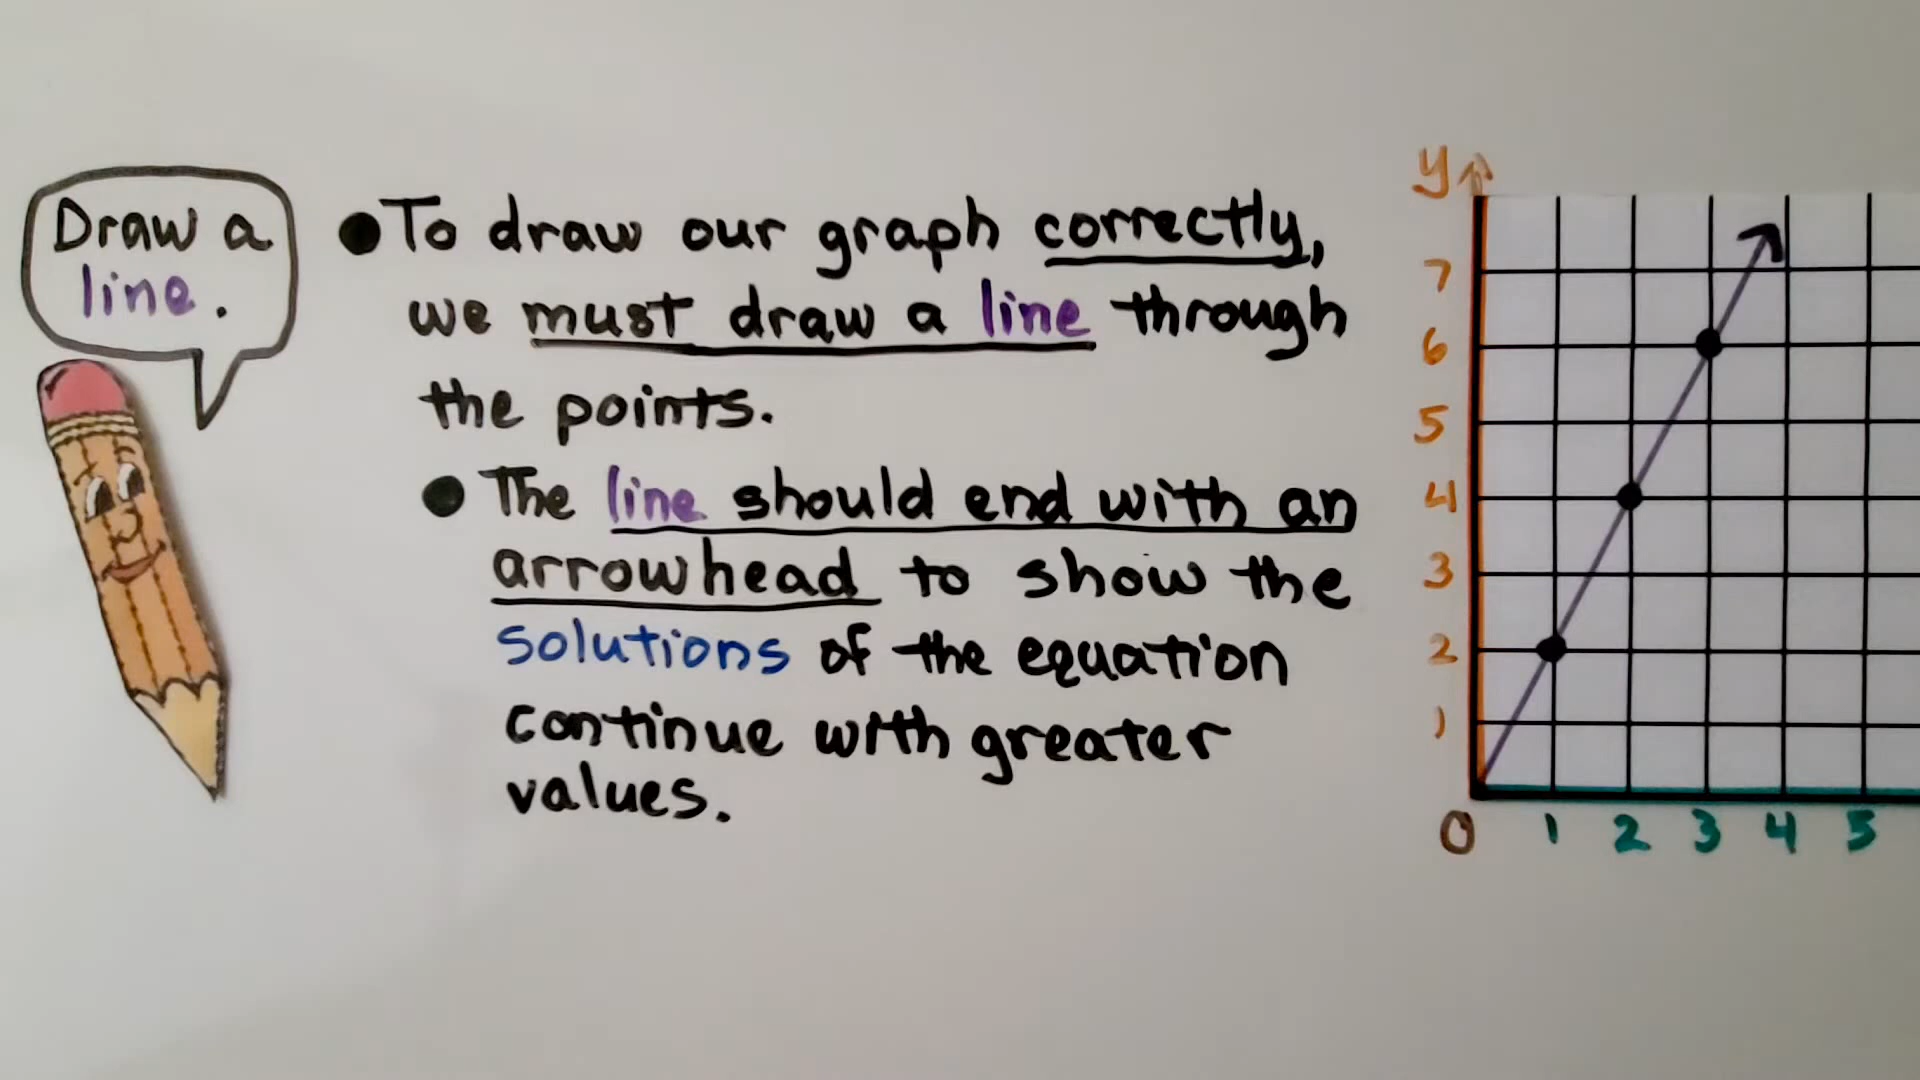 Draw a
line.
● To draw our graph correctly,
we must draw a line through
the points.
● The line should end with an
arrowhead to show the
solutions of the equation
continue with greater
values.
y
7
6
5
4
3
2
1
0 1 2 3 4 5